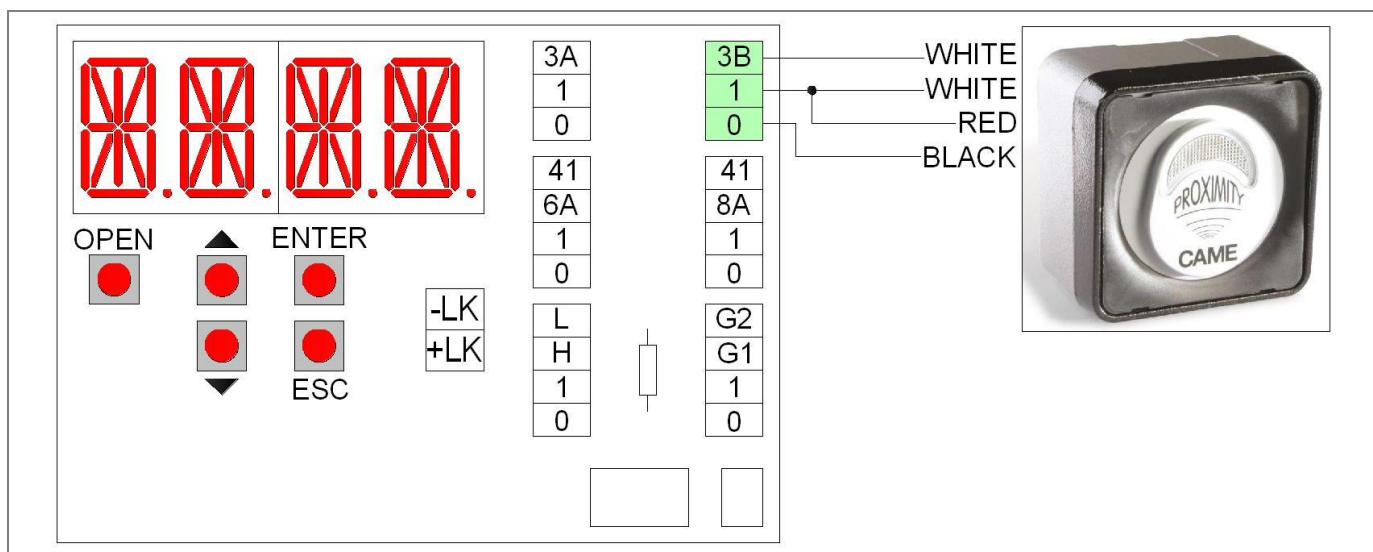 OPEN
ENTER
ESC
-LK
+LK
3A
1
0
41
6A
1
0
L
H
1
0
3B
1
0
41
8A
1
0
G2
G1
1
0
WHITE
WHITE
RED
BLACK
PROXIMITY
CAME